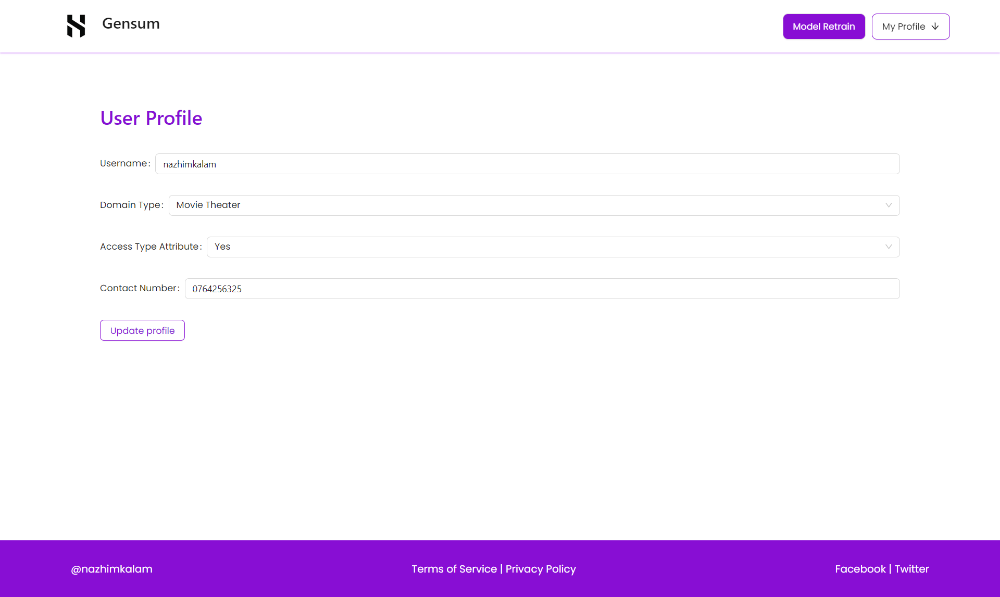 Gensum
Model Retrain
My Profile
User Profile
Username:
nazhimkalam
Domain Type:
Movie Theater
Access Type Attribute:
Yes
Contact Number:
0764256325
Update profile
@nazhimkalam
Terms of Service | Privacy Policy
Facebook | Twitter